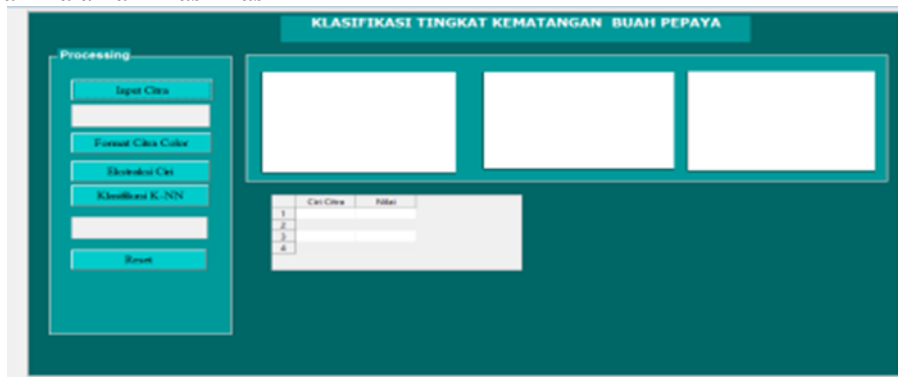 KLASIFIKASI TINGKAT KEMATANGAN BUAH PEPAYA
Processing
Input Citra
Format Citra Color
Ekstraksi Ciri
Klasifikasi K-NN
Reset
Ciri Citra Nilai
1
2
3
4